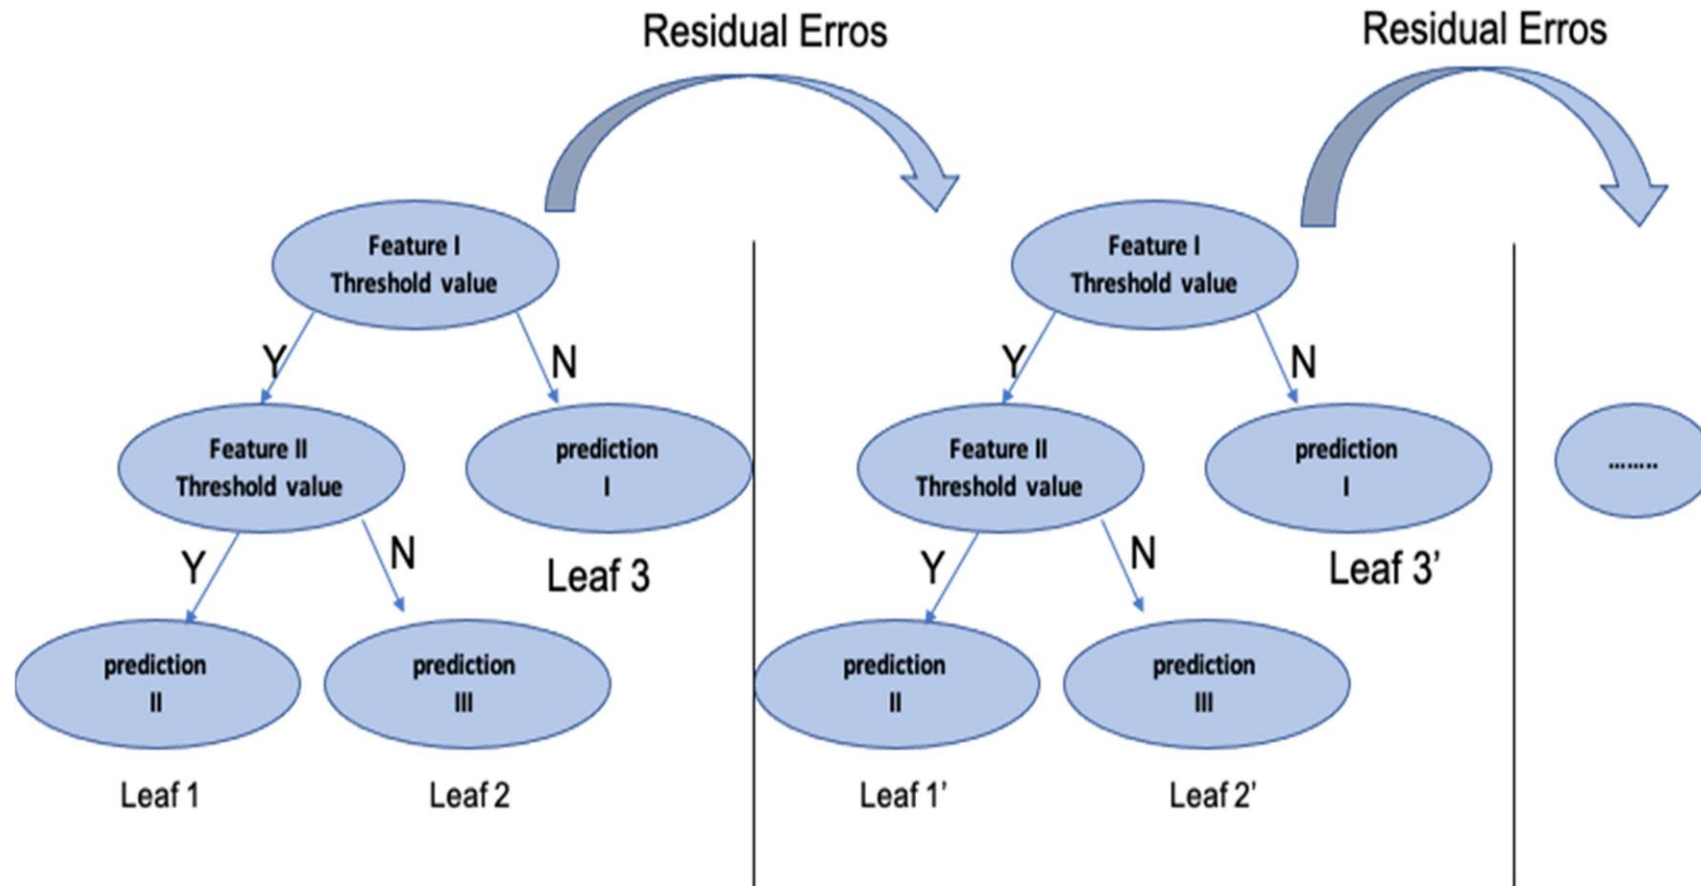 Residual Erros
Residual Erros
Feature I
Threshold value
Y
N
Feature II
Threshold value
prediction
I
Y
N
Leaf 3
prediction
II
prediction
III
Leaf 1
Leaf 2
Feature I
Threshold value
Y
N
Feature II
Threshold value
prediction
I
Y
N
Leaf 3’
prediction
II
prediction
III
Leaf 1’
Leaf 2’
........